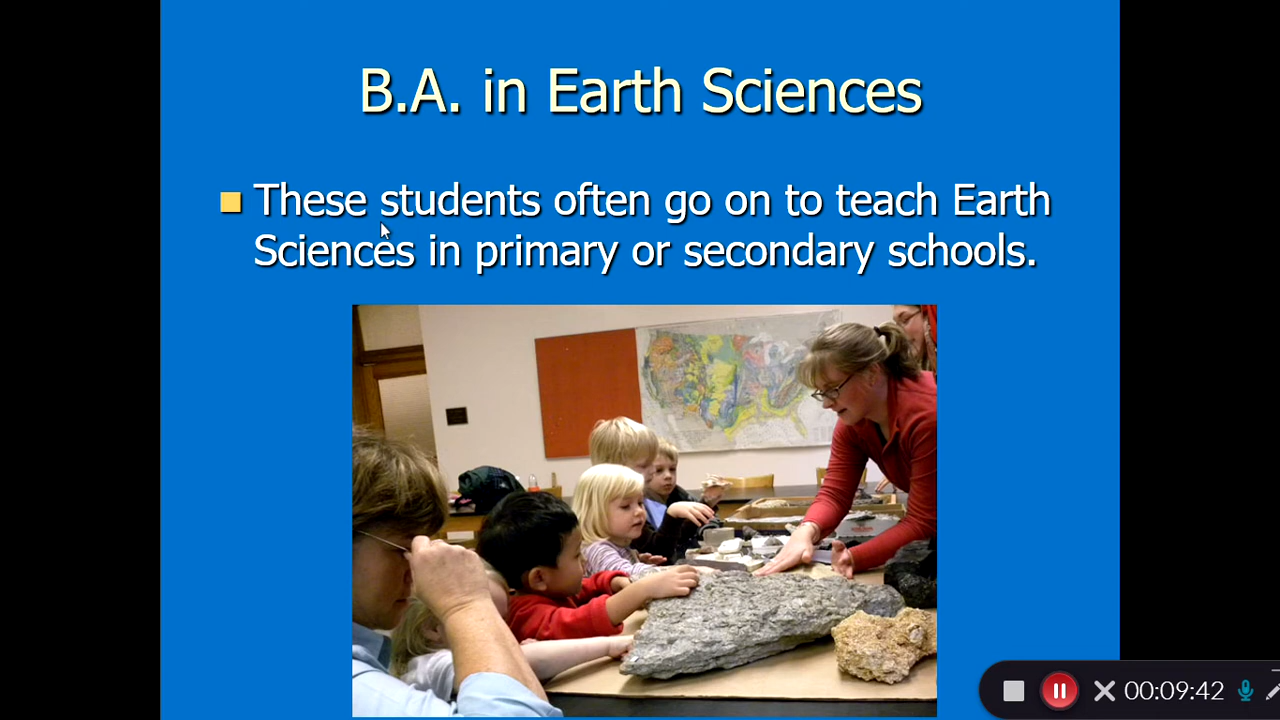 B.A. in Earth Sciences
These students often go on to teach Earth
Sciences in primary or secondary schools.
00:09:42